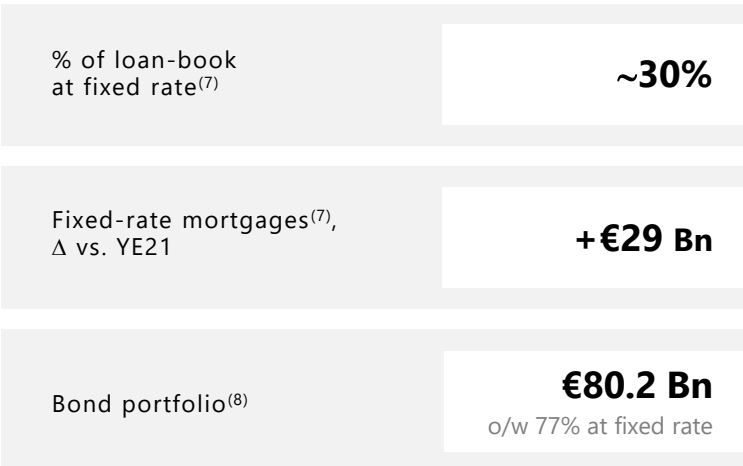 % of loan-book
at fixed rate(7)
~30%
Fixed-rate mortgages(7),
Δ vs. YE21
+€29 Bn
Bond portfolio(8)
€80.2 Bn
o/w 77% at fixed rate